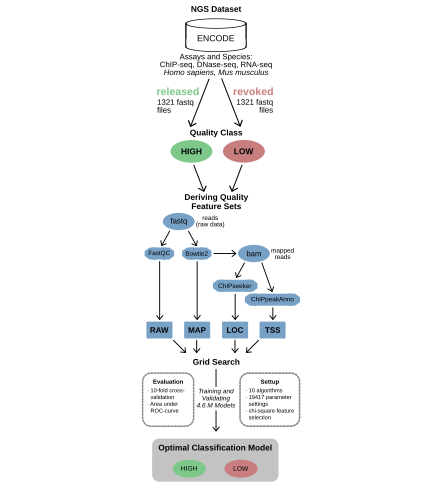 NGS Dataset
ENCODE
Assays and Species:
ChIP-seq, DNase-seq, RNA-seq
Homo sapiens, Mus musculus
released
revoked
1321 fastq
files
1321 fastq
files
Quality Class
HIGH
LOW
Deriving Quality
Feature Sets
fastq
reads
(raw data)
FastQC
Bowtie2
bam
mapped
reads
ChIPseeker
ChIPpeakAnno
RAW
MAP
LOC
TSS
Grid Search
Evaluation
- 10-fold cross-
validation
- Area under
ROC-curve
Training and
Validating
4.6 M Models
Settup
- 10 algorithms
- 19417 parameter
settings
- chi-square feature
selection
Optimal Classification Model
HIGH
LOW